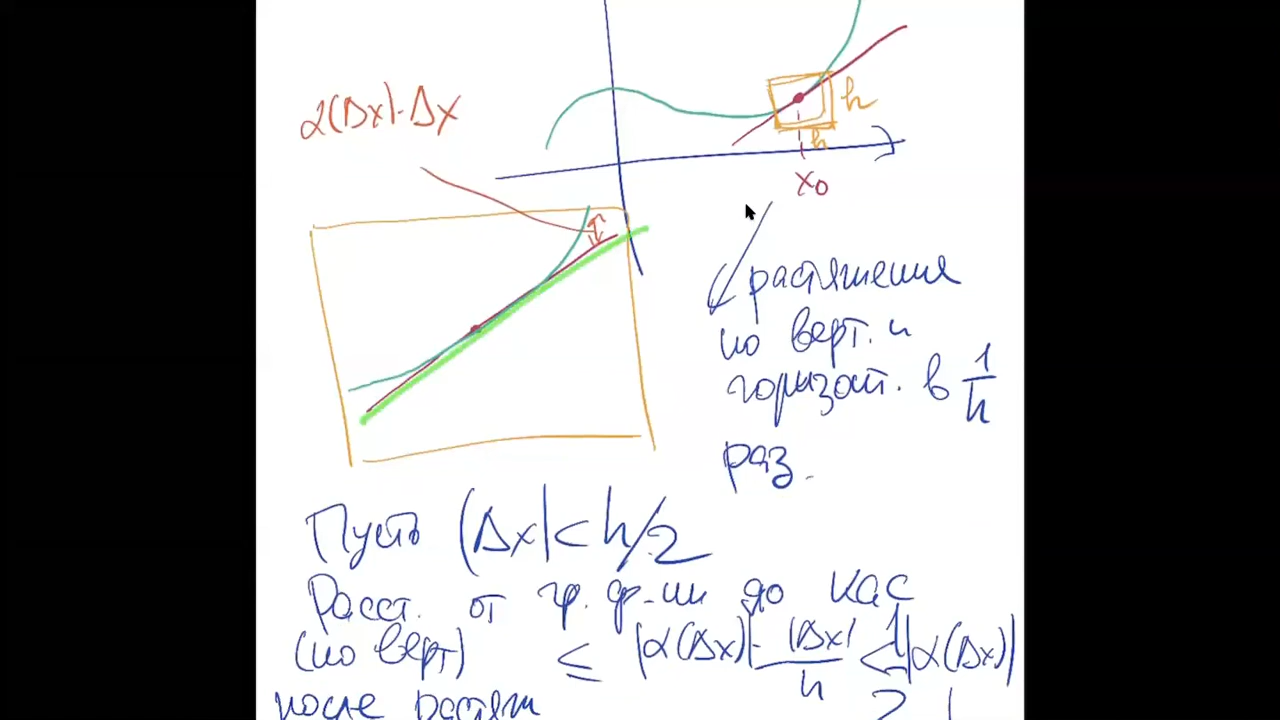 α(Δx)·Δx
h
h
x₀
растяжения
по верт. и
горизонт. в 1/h
раз.
Пусть |Δx|<h/2
Расст. от гр. ф-ии до кас
(по верт) ≤ |α(Δx)|·|Δx|/h < 1/2|α(Δx)|
после растяж